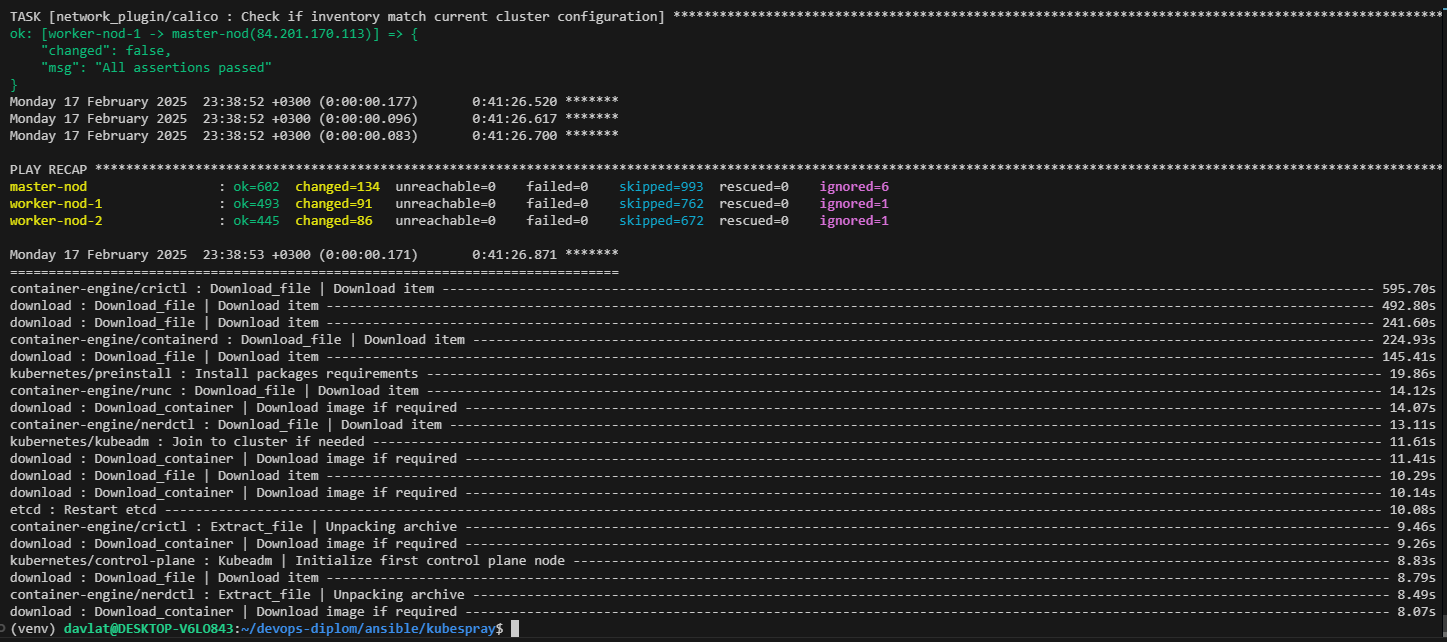 TASK [network_plugin/calico : Check if inventory match current cluster configuration] ****************************************************************************************************
ok: [worker-nod-1 -> master-nod(84.201.170.113)] => {
    "changed": false,
    "msg": "All assertions passed"
}
Monday 17 February 2025  23:38:52 +0300 (0:00:00.177)       0:41:26.520 *******
Monday 17 February 2025  23:38:52 +0300 (0:00:00.096)       0:41:26.617 *******
Monday 17 February 2025  23:38:52 +0300 (0:00:00.083)       0:41:26.700 *******
PLAY RECAP *******************************************************************************************************************************************************************************
master-nod                 : ok=602  changed=134  unreachable=0    failed=0    skipped=993  rescued=0    ignored=6
worker-nod-1               : ok=493  changed=91   unreachable=0    failed=0    skipped=762  rescued=0    ignored=1
worker-nod-2               : ok=445  changed=86   unreachable=0    failed=0    skipped=672  rescued=0    ignored=1
Monday 17 February 2025  23:38:53 +0300 (0:00:00.171)       0:41:26.871 *******
===============================================================================
container-engine/crictl : Download_file | Download item ------------------------------------------------------------------------------------------------------------------------- 595.70s
download : Download_file | Download item ---------------------------------------------------------------------------------------------------------------------------------------- 492.80s
download : Download_file | Download item ---------------------------------------------------------------------------------------------------------------------------------------- 241.60s
container-engine/containerd : Download_file | Download item --------------------------------------------------------------------------------------------------------------------- 224.93s
download : Download_file | Download item ---------------------------------------------------------------------------------------------------------------------------------------- 145.41s
kubernetes/preinstall : Install packages requirements ---------------------------------------------------------------------------------------------------------------------------- 19.86s
container-engine/runc : Download_file | Download item ---------------------------------------------------------------------------------------------------------------------------- 14.12s
download : Download_container | Download image if required ----------------------------------------------------------------------------------------------------------------------- 14.07s
container-engine/nerdctl : Download_file | Download item ------------------------------------------------------------------------------------------------------------------------- 13.11s
kubernetes/kubeadm : Join to cluster if needed ----------------------------------------------------------------------------------------------------------------------------------- 11.61s
download : Download_container | Download image if required ----------------------------------------------------------------------------------------------------------------------- 11.41s
download : Download_file | Download item ----------------------------------------------------------------------------------------------------------------------------------------- 10.29s
download : Download_container | Download image if required ----------------------------------------------------------------------------------------------------------------------- 10.14s
etcd : Restart etcd -------------------------------------------------------------------------------------------------------------------------------------------------------------- 10.08s
container-engine/crictl : Extract_file | Unpacking archive ------------------------------------------------------------------------------------------------------------------------ 9.46s
download : Download_container | Download image if required ------------------------------------------------------------------------------------------------------------------------ 9.26s
kubernetes/control-plane : Kubeadm | Initialize first control plane node ---------------------------------------------------------------------------------------------------------- 8.83s
download : Download_file | Download item ------------------------------------------------------------------------------------------------------------------------------------------ 8.79s
container-engine/nerdctl : Extract_file | Unpacking archive ----------------------------------------------------------------------------------------------------------------------- 8.49s
download : Download_container | Download image if required ------------------------------------------------------------------------------------------------------------------------ 8.07s
(venv) davlat@DESKTOP-V6LO843:~/devops-diplom/ansible/kubespray$